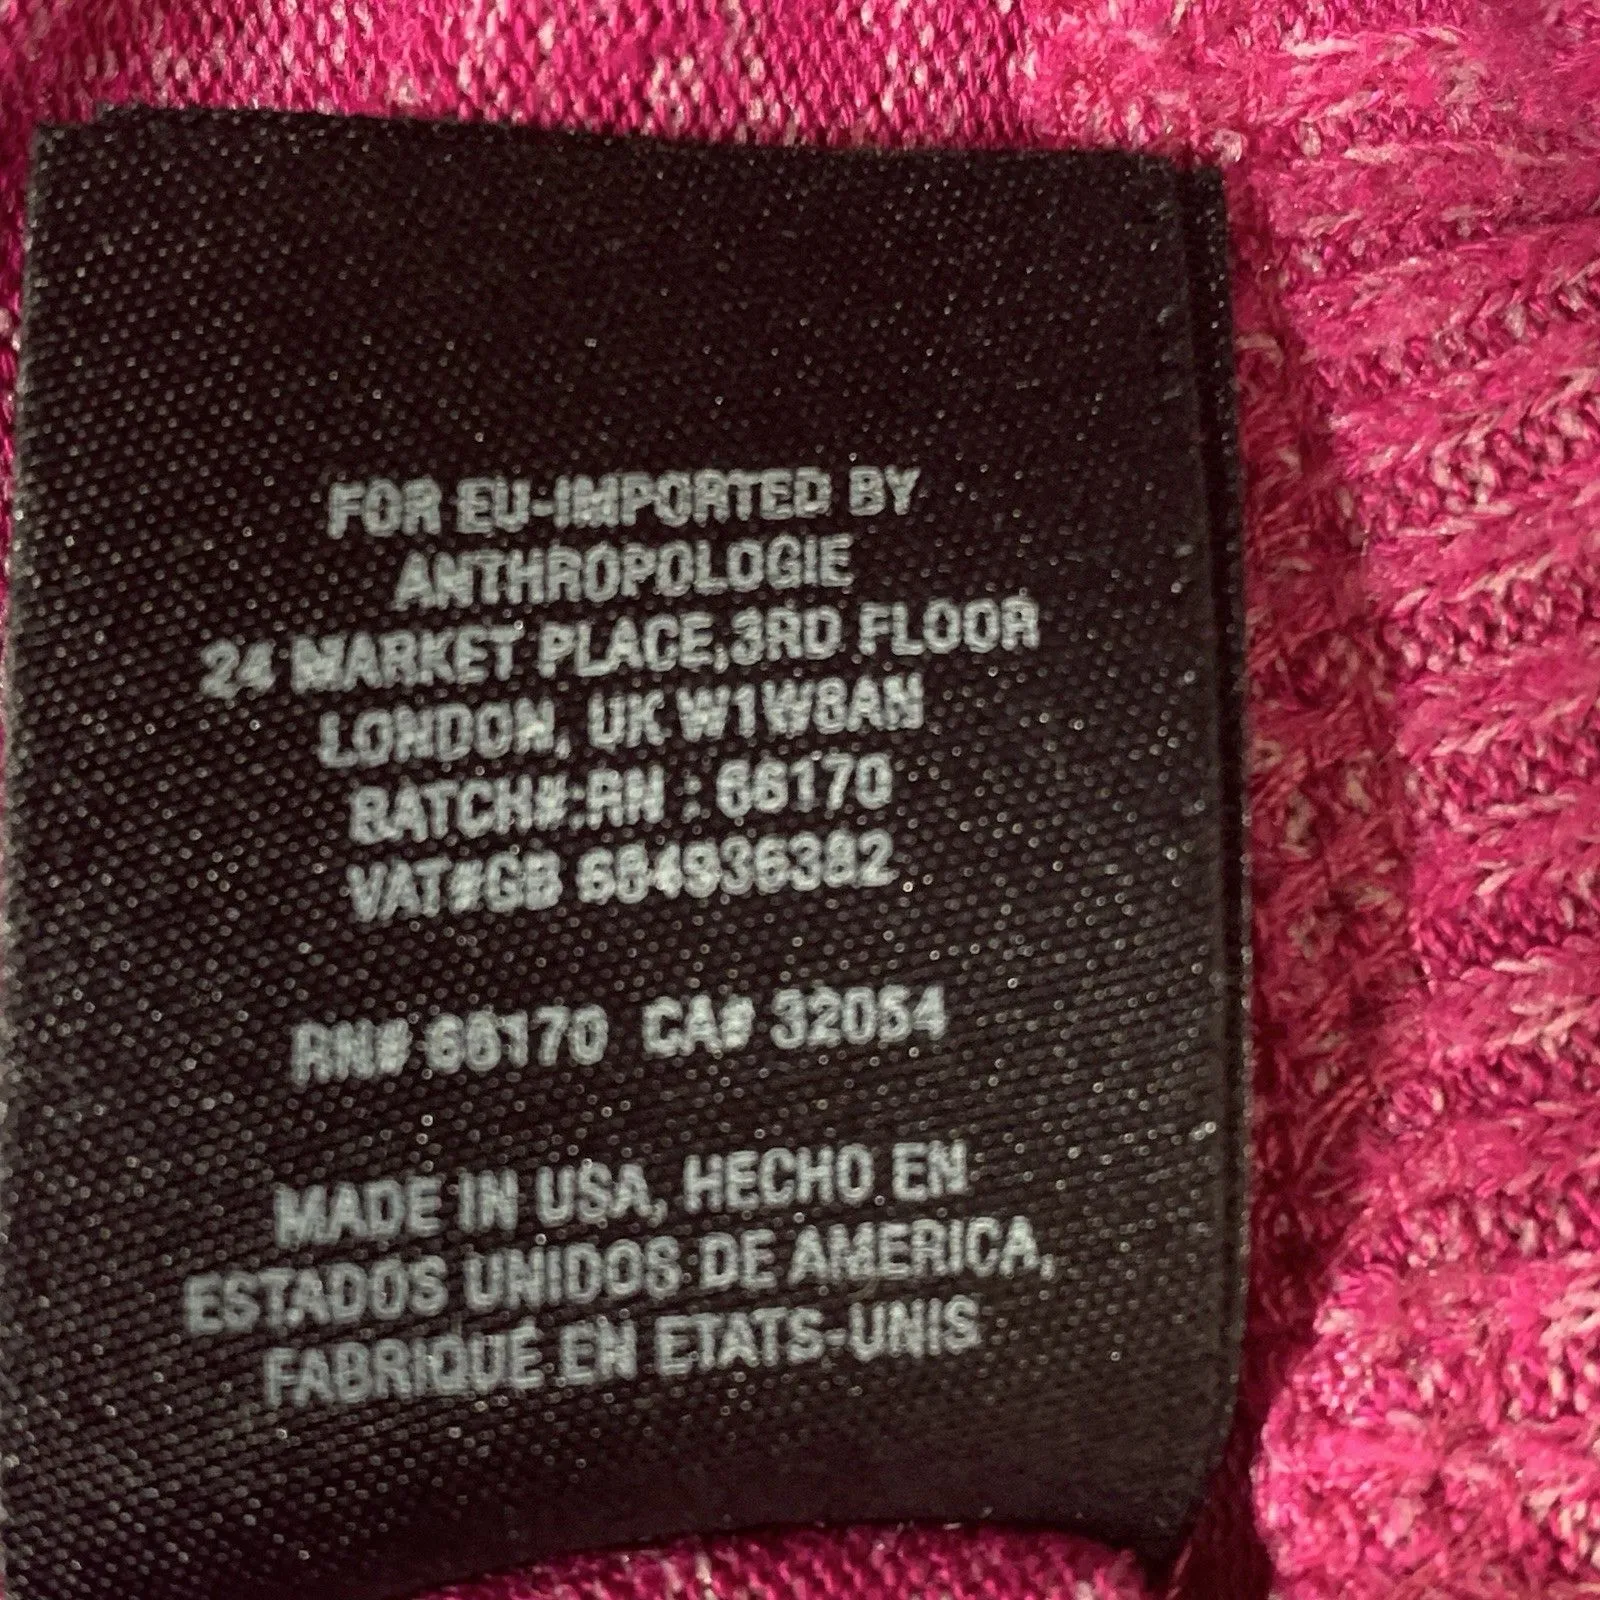 FOR EU-IMPORTED BY
ANTHROPOLOGIE
24 MARKET PLACE,3RD FLOOR
LONDON, UK W1W8AN
BATCH#:RN : 66170
VAT#GB 684936382
RN# 66170 CA# 32054
MADE IN USA, HECHO EN
ESTADOS UNIDOS DE AMERICA,
FABRIQUÉ EN ETATS-UNIS